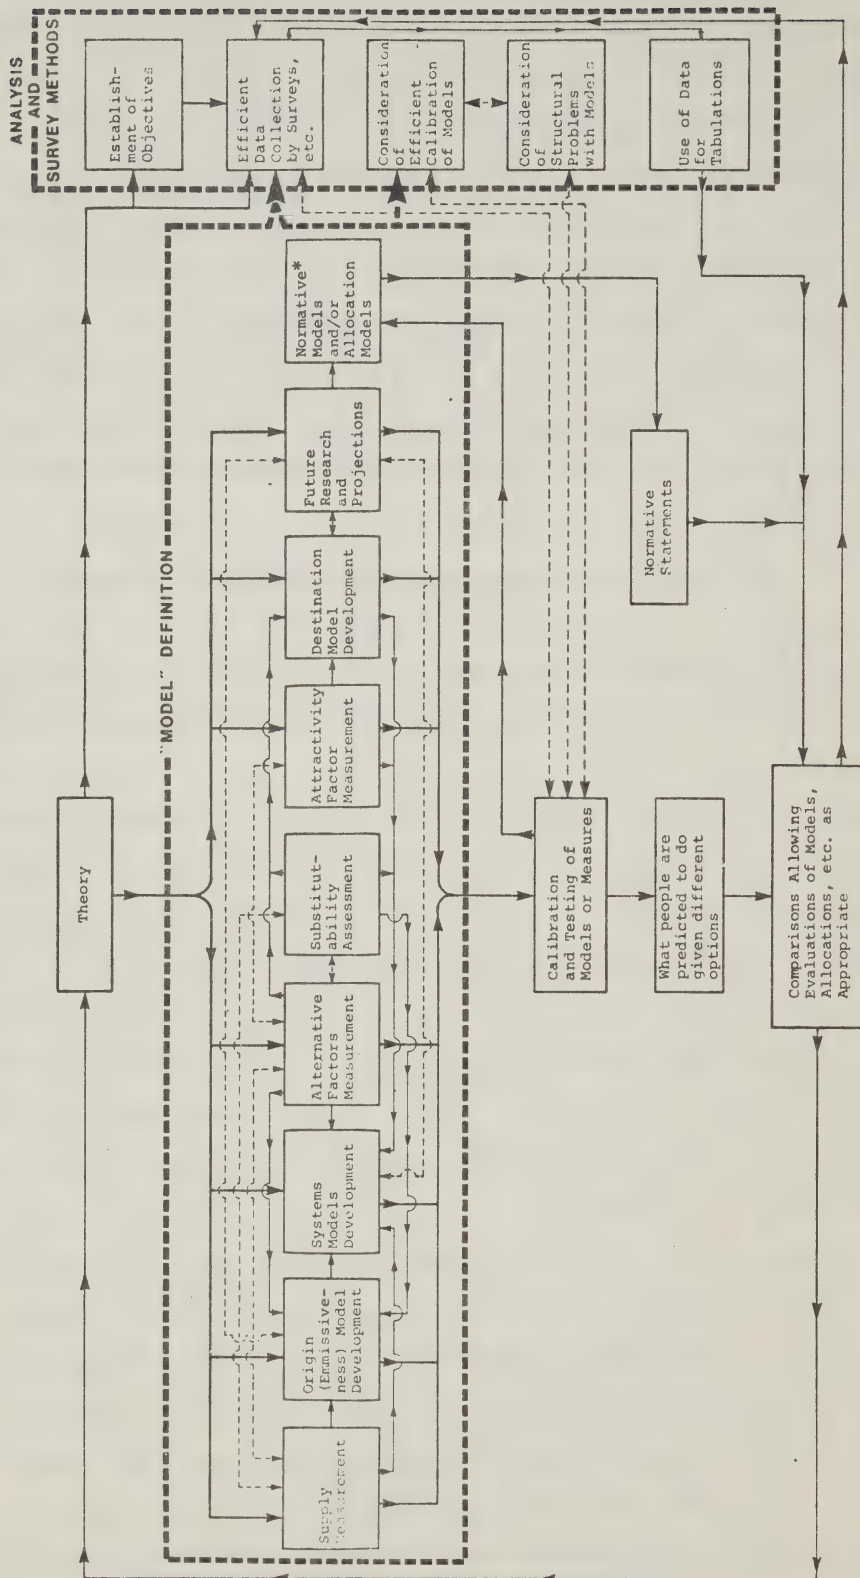 ANALYSIS
AND
SURVEY METHODS
Establish-
ment of
Objectives
Efficient
Data
Collection
by Surveys,
etc.
Consideration
of
Efficient
Calibration
of Models
Consideration
of
Structural
Problems
with Models
Use of Data
for
Tabulations
"MODEL" DEFINITION
Theory
Supply
Measurement
Origin
(Emmissive-
ness) Model
Development
Systems
Models
Development
Alternative
Factors
Measurement
Substitut-
ability
Assessment
Attractivity
Factor
Measurement
Destination
Model
Development
Future
Research
and
Projections
Normative*
Models
and/or
Allocation
Models
Calibration
and Testing of
Models or Measures
Normative
Statements
What people are
predicted to do
given different
options
Comparisons Allowing
Evaluations of Models,
Allocations, etc. as
Appropriate